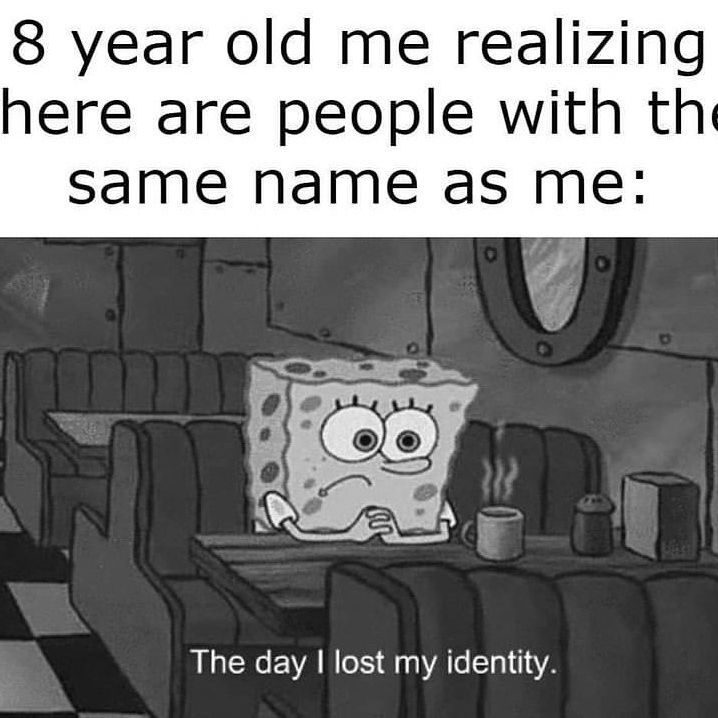 8 year old me realizing
here are people with the
same name as me:
The day I lost my identity.